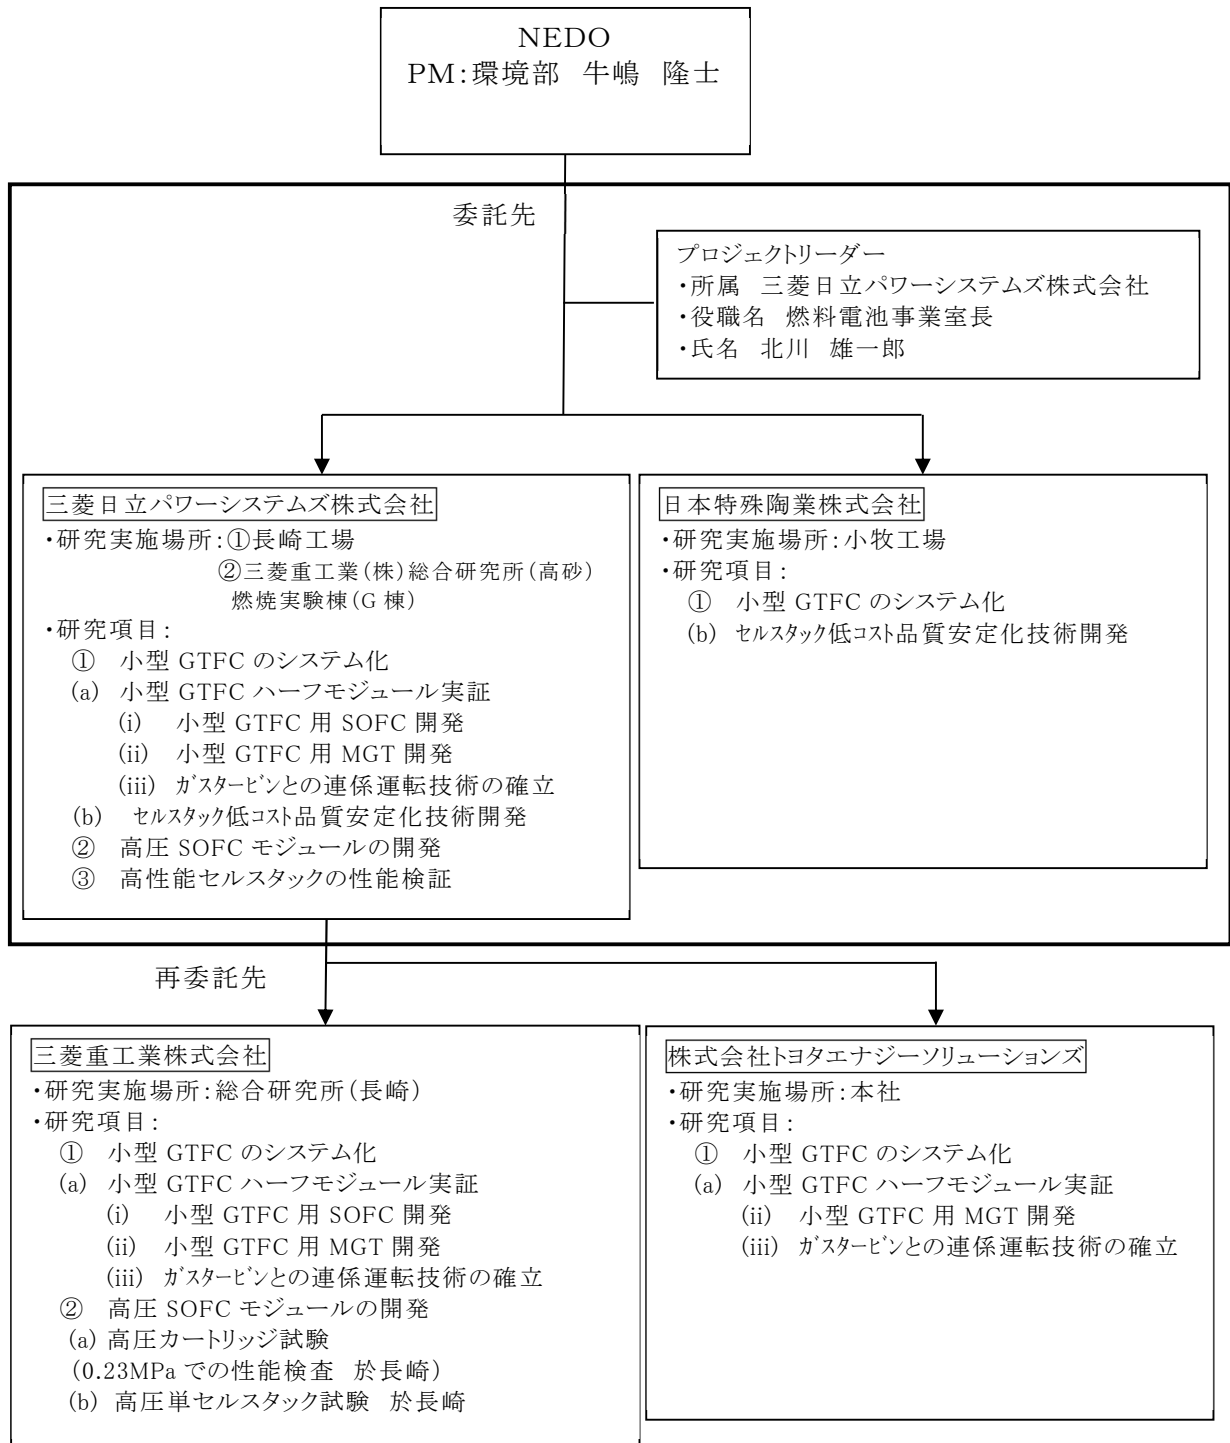 NEDO
PM:環境部 牛嶋 隆士
委託先
プロジェクトリーダー
・所属 三菱日立パワーシステムズ株式会社
・役職名 燃料電池事業室長
・氏名 北川 雄一郎
三菱日立パワーシステムズ株式会社
・研究実施場所:①長崎工場
②三菱重工業(株)総合研究所(高砂)
燃焼実験棟(G 棟)
・研究項目:
① 小型 GTFC のシステム化
(a) 小型 GTFC ハーフモジュール実証
(i) 小型 GTFC 用 SOFC 開発
(ii) 小型 GTFC 用 MGT 開発
(iii) ガスタービンとの連係運転技術の確立
(b) セルスタック低コスト品質安定化技術開発
② 高圧 SOFC モジュールの開発
③ 高性能セルスタックの性能検証
日本特殊陶業株式会社
・研究実施場所:小牧工場
・研究項目:
① 小型 GTFC のシステム化
(b) セルスタック低コスト品質安定化技術開発
再委託先
三菱重工業株式会社
・研究実施場所:総合研究所(長崎)
・研究項目:
① 小型 GTFC のシステム化
(a) 小型 GTFC ハーフモジュール実証
(i) 小型 GTFC 用 SOFC 開発
(ii) 小型 GTFC 用 MGT 開発
(iii) ガスタービンとの連係運転技術の確立
② 高圧 SOFC モジュールの開発
(a) 高圧カートリッジ試験
(0.23MPa での性能検査 於長崎)
(b) 高圧単セルスタック試験 於長崎
株式会社トヨタエナジーソリューションズ
・研究実施場所:本社
・研究項目:
① 小型 GTFC のシステム化
(a) 小型 GTFC ハーフモジュール実証
(ii) 小型 GTFC 用 MGT 開発
(iii) ガスタービンとの連係運転技術の確立